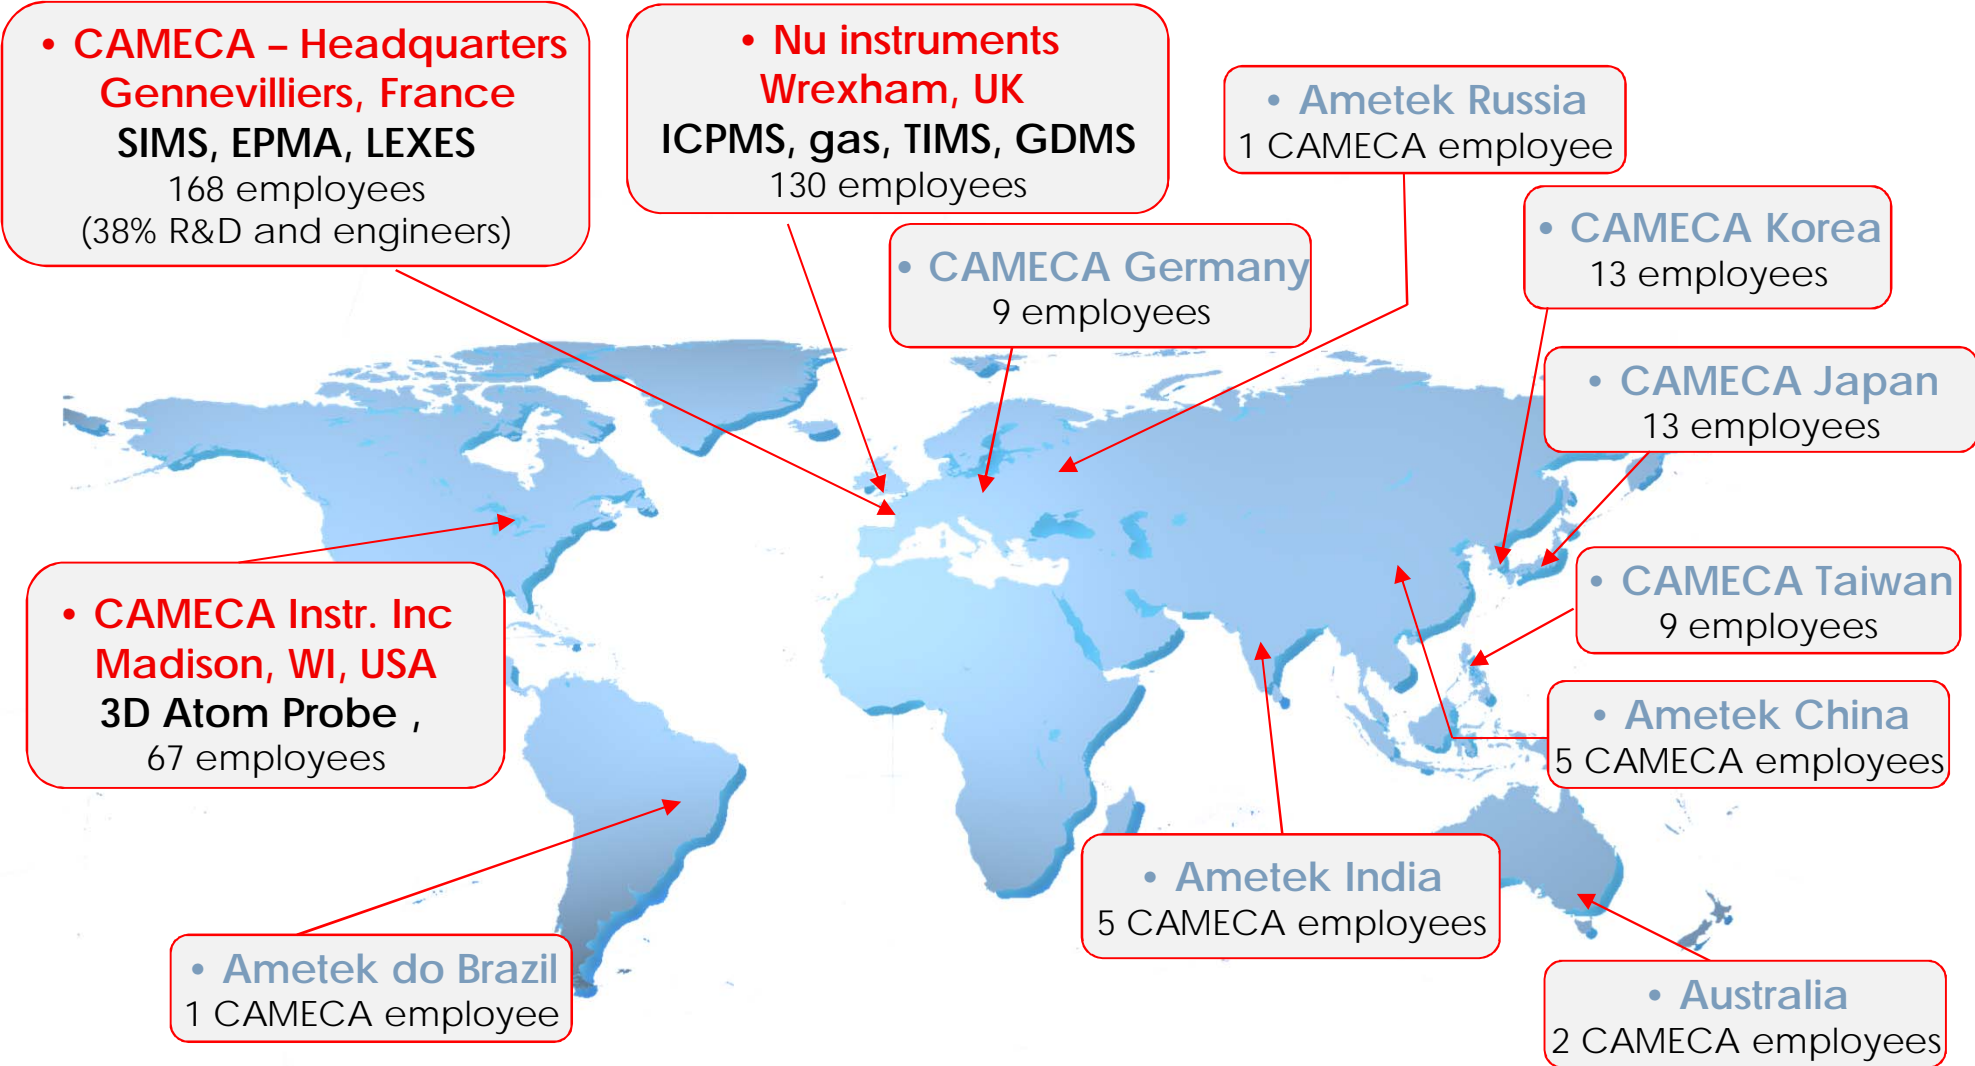 • CAMECA – Headquarters
Gennevilliers, France
SIMS, EPMA, LEXES
168 employees
(38% R&D and engineers)
• Nu instruments
Wrexham, UK
ICPMS, gas, TIMS, GDMS
130 employees
• Ametek Russia
1 CAMECA employee
• CAMECA Germany
9 employees
• CAMECA Korea
13 employees
• CAMECA Japan
13 employees
• CAMECA Taiwan
9 employees
• CAMECA Instr. Inc
Madison, WI, USA
3D Atom Probe ,
67 employees
• Ametek China
5 CAMECA employees
• Ametek India
5 CAMECA employees
• Ametek do Brazil
1 CAMECA employee
• Australia
2 CAMECA employees